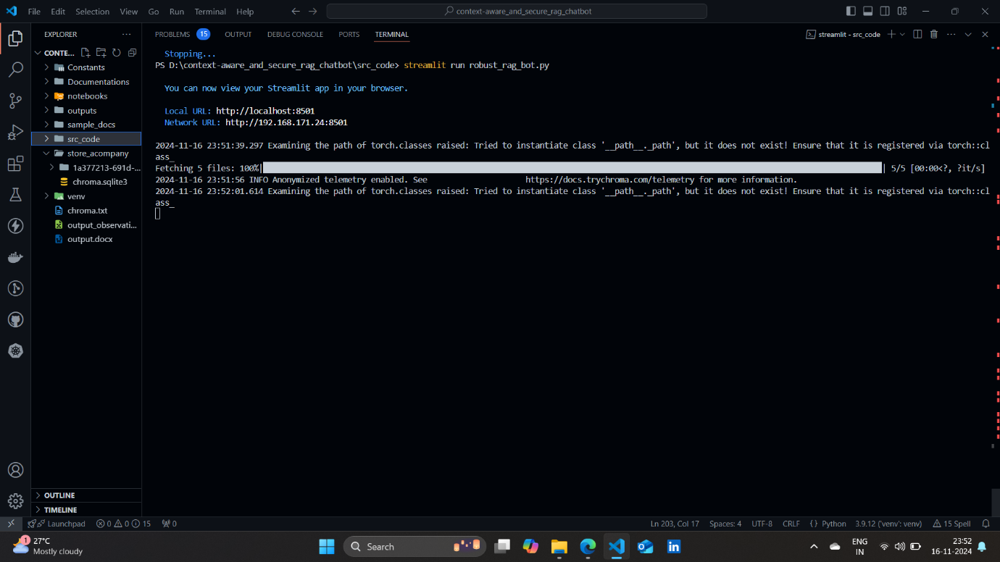 File Edit Selection View Go Run Terminal Help
context-aware_and_secure_rag_chatbot
EXPLORER
CONTE...
Constants
Documentations
notebooks
outputs
sample_docs
src_code
store_acompany
1a377213-691d-...
chroma.sqlite3
venv
chroma.txt
output_observati...
output.docx
OUTLINE
TIMELINE
PROBLEMS 15 OUTPUT DEBUG CONSOLE PORTS TERMINAL
streamlit - src_code
Stopping...
PS D:\context-aware_and_secure_rag_chatbot\src_code> streamlit run robust_rag_bot.py
You can now view your Streamlit app in your browser.
Local URL: http://localhost:8501
Network URL: http://192.168.171.24:8501
2024-11-16 23:51:39.297 Examining the path of torch.classes raised: Tried to instantiate class '__path__._path', but it does not exist! Ensure that it is registered via torch::cl
ass_
Fetching 5 files: 100%| | 5/5 [00:00<?, ?it/s]
2024-11-16 23:51:56 INFO Anonymized telemetry enabled. See https://docs.trychroma.com/telemetry for more information.
2024-11-16 23:52:01.614 Examining the path of torch.classes raised: Tried to instantiate class '__path__._path', but it does not exist! Ensure that it is registered via torch::cl
ass_
Launchpad 0 0 15 0
Ln 203, Col 17 Spaces: 4 UTF-8 CRLF {} Python 3.9.12 ('venv': venv) 15 Spell
1
27°C
Mostly cloudy
Search
ENG
IN
23:52
16-11-2024